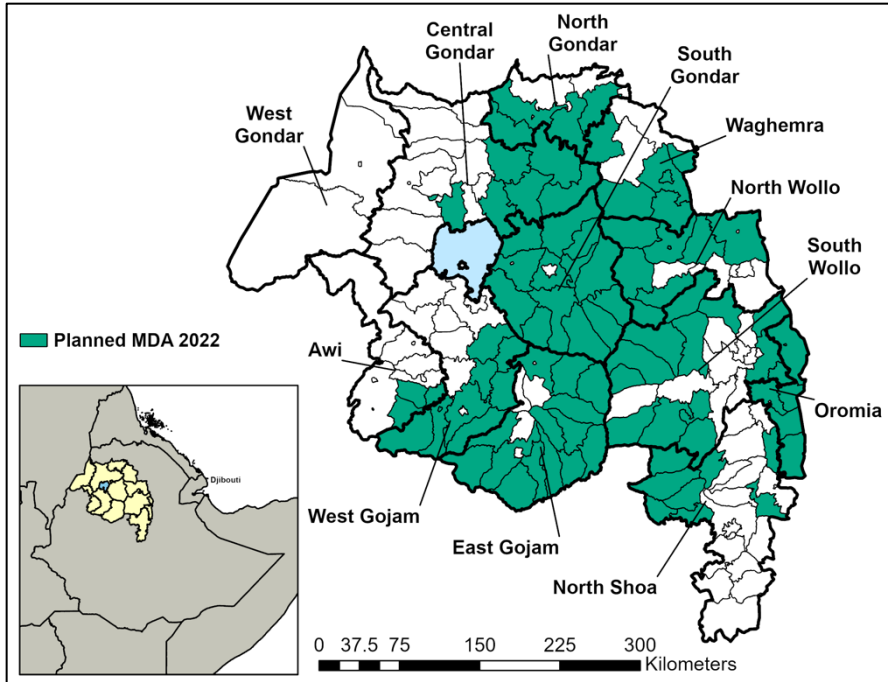 Central
Gondar
North
Gondar
South
Gondar
West
Gondar
Waghemra
North Wollo
South
Wollo
Planned MDA 2022
Awi
Oromia
Djibouti
West Gojam
East Gojam
North Shoa
0 37.5 75 150 225 300
Kilometers